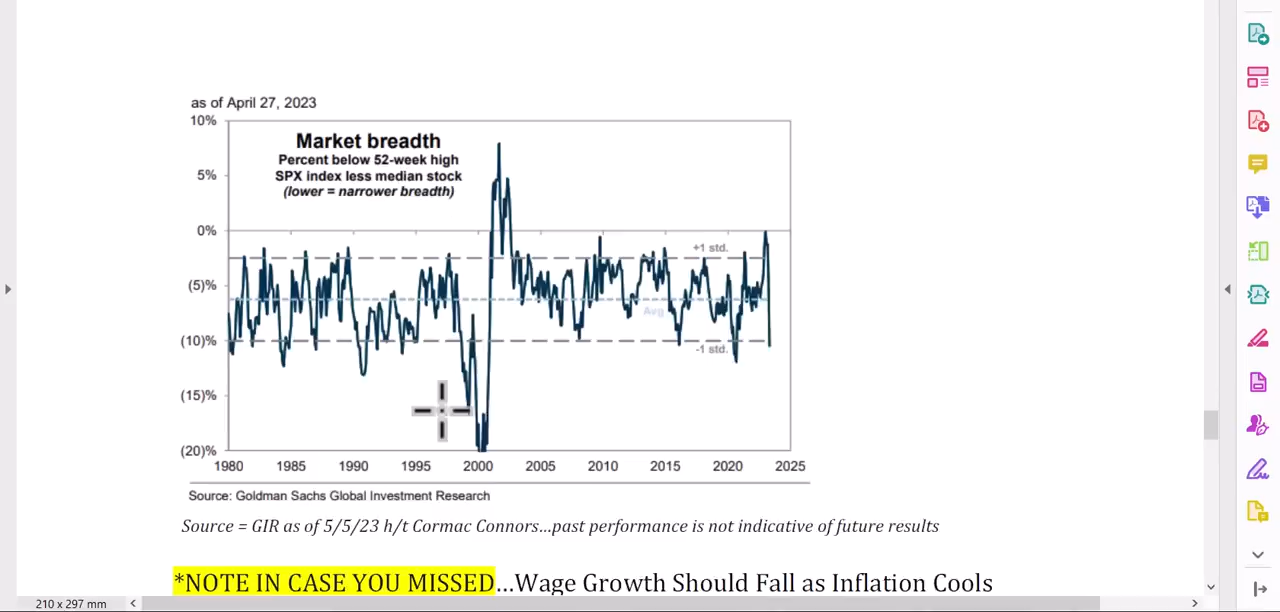 as of April 27, 2023
10%
Market breadth
Percent below 52-week high
5%
SPX index less median stock
(lower = narrower breadth)
0%
+1 std.
(5)%
Avg
(10)%
-1 std.
(15)%
(20)%
1980 1985 1990 1995 2000 2005 2010 2015 2020 2025
Source: Goldman Sachs Global Investment Research
Source = GIR as of 5/5/23 h/t Cormac Connors...past performance is not indicative of future results
*NOTE IN CASE YOU MISSED...Wage Growth Should Fall as Inflation Cools
210 x 297 mm